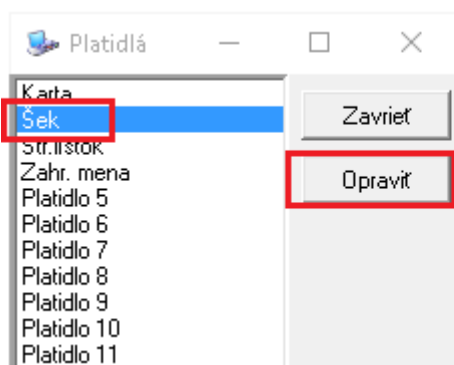 Platidlá
Karta
Šek
Str.lístok
Zahr. mena
Platidlo 5
Platidlo 6
Platidlo 7
Platidlo 8
Platidlo 9
Platidlo 10
Platidlo 11
Zavrieť
Opraviť